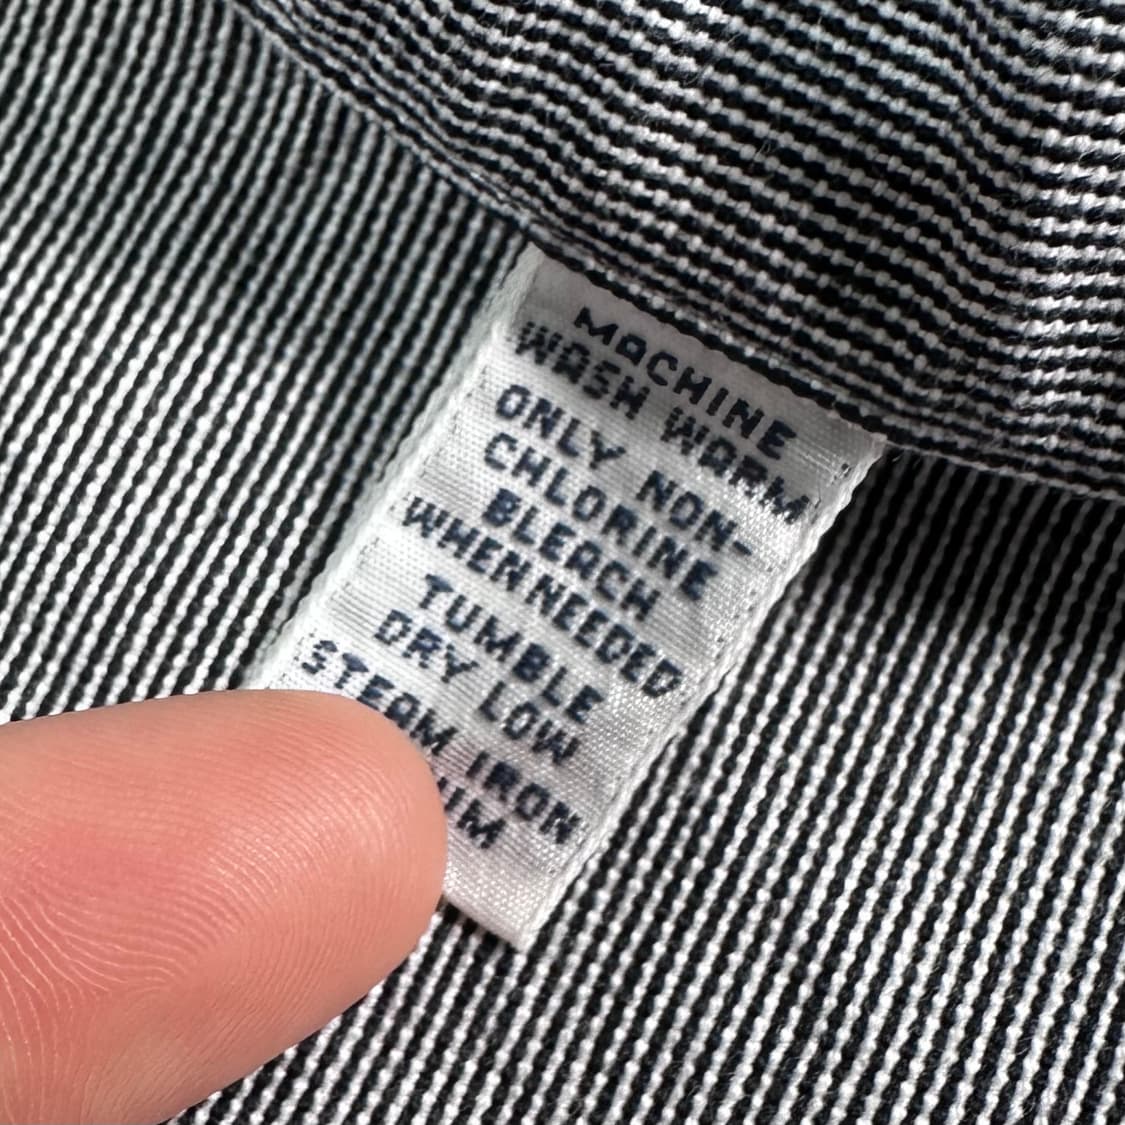 MACHINE
WASH WARM
ONLY NON-
CHLORINE
BLEACH
WHEN NEEDED
TUMBLE
DRY LOW
STEAM IRON